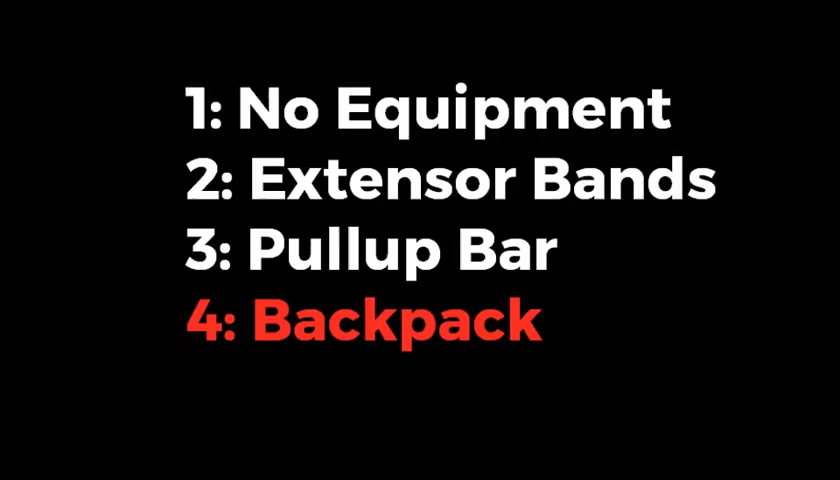 1: No Equipment
2: Extensor Bands
3: Pullup Bar
4: Backpack